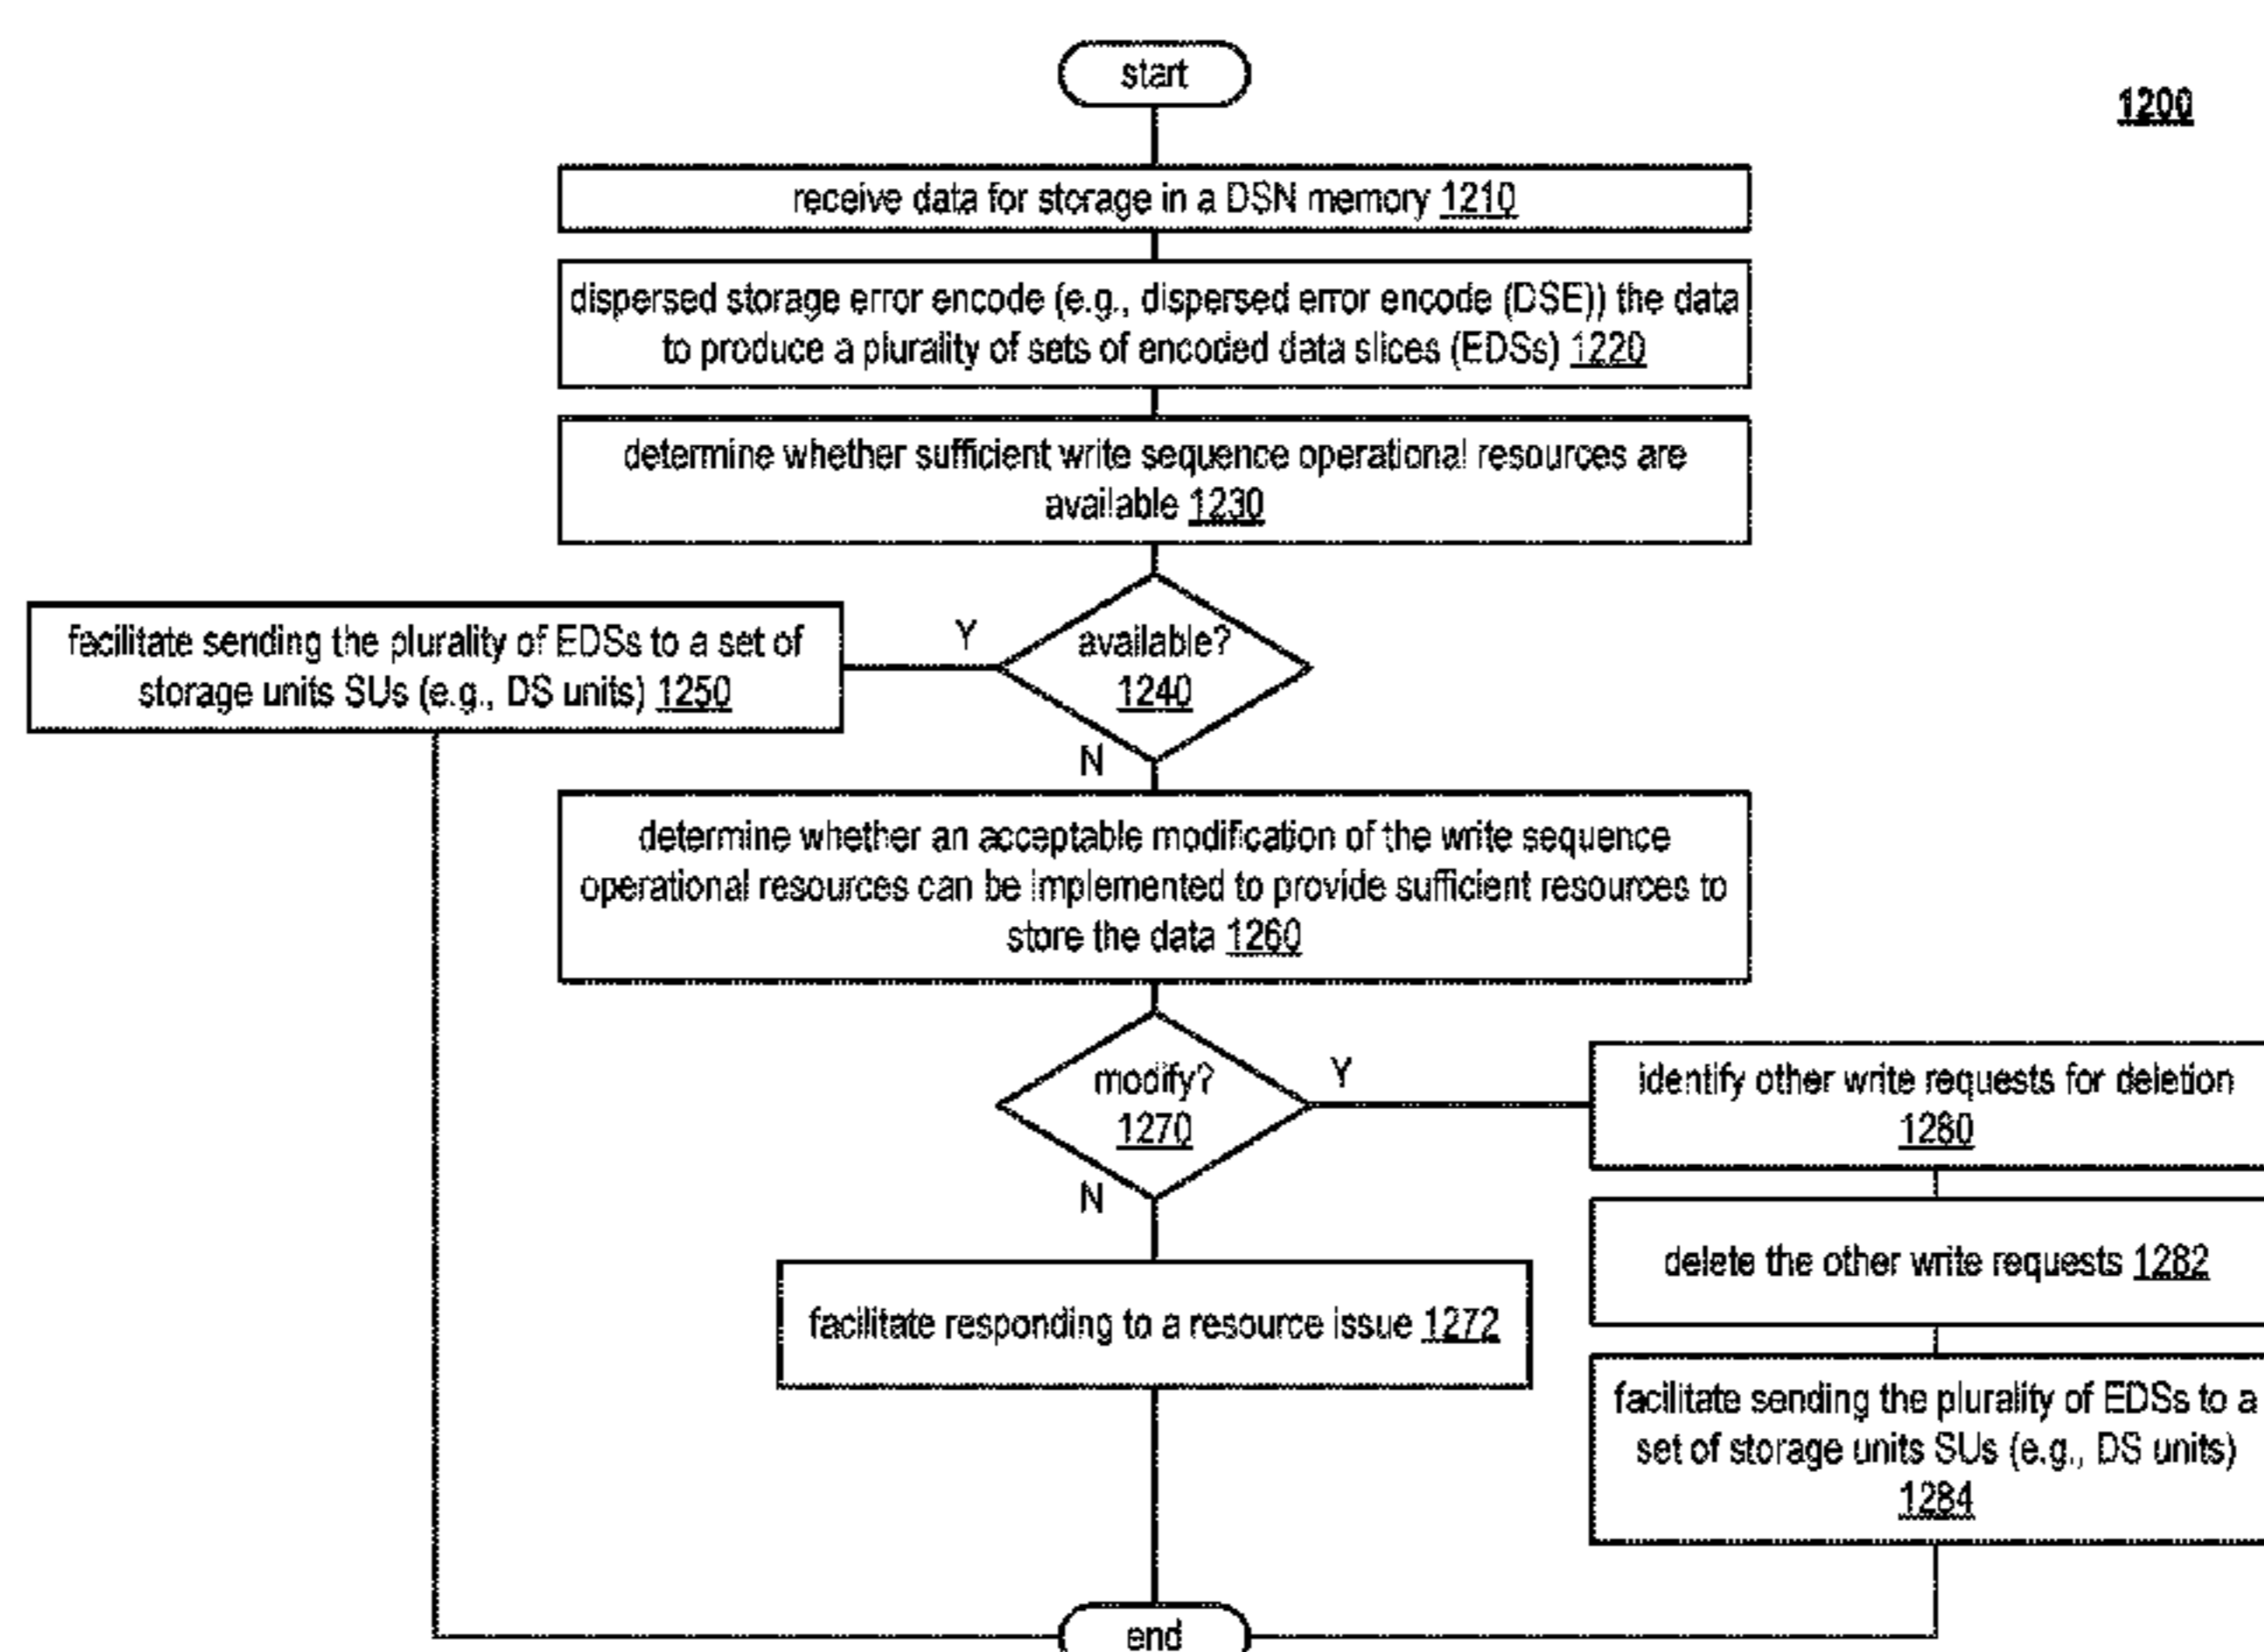 start
1200
receive data for storage in a DSN memory 1210
dispersed storage error encode (e.g., dispersed error encode (DSE)) the data
to produce a plurality of sets of encoded data slices (EDSs) 1220
determine whether sufficient write sequence operational resources are
available 1230
facilitate sending the plurality of EDSs to a set of
storage units SUs (e.g., DS units) 1250
Y
available?
1240
N
determine whether an acceptable modification of the write sequence
operational resources can be implemented to provide sufficient resources to
store the data 1260
modify?
1270
Y
N
identify other write requests for deletion
1280
delete the other write requests 1282
facilitate responding to a resource issue 1272
facilitate sending the plurality of EDSs to a
set of storage units SUs (e.g., DS units)
1284
end